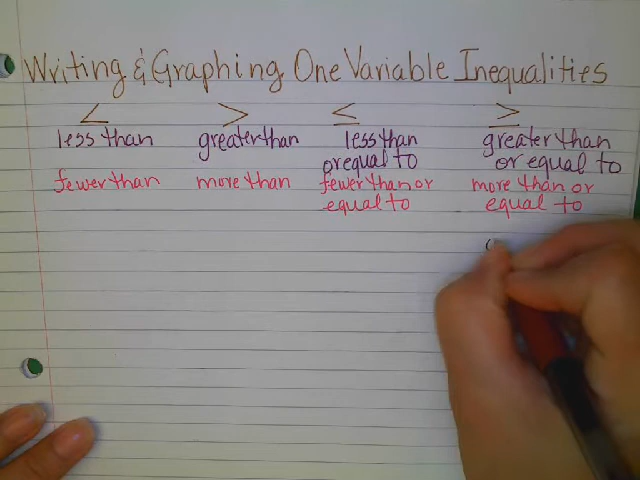 Writing & Graphing One Variable Inequalities
< > ≤ ≥
less than greater than less than or equal to greater than or equal to
fewer than more than fewer than or equal to more than or equal to